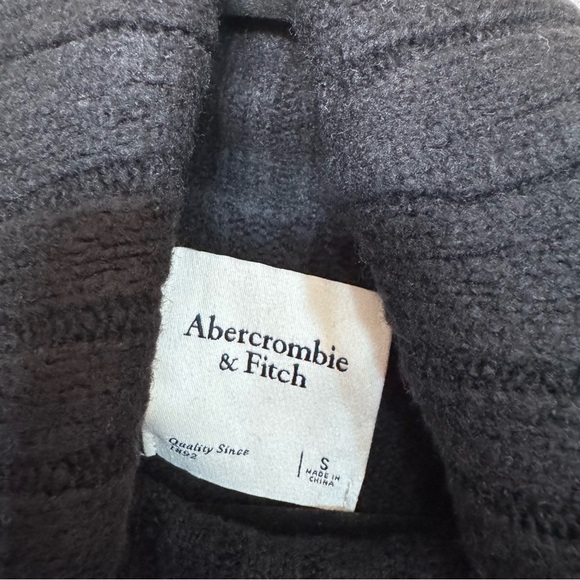 Abercrombie
& Fitch
Quality Since
1892
S
MADE IN
CHINA